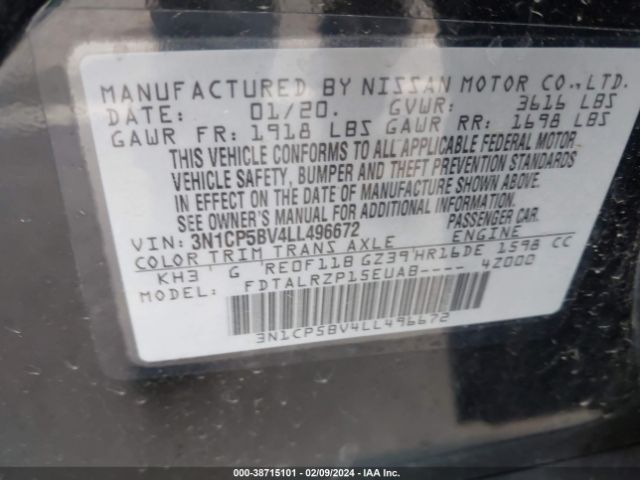 MANUFACTURED BY NISSAN MOTOR CO.,LTD.
DATE: 01/20. GVWR: 3616 LBS
GAWR FR: 1918 LBS GAWR RR: 1698 LBS
THIS VEHICLE CONFORMS TO ALL APPLICABLE FEDERAL MOTOR
VEHICLE SAFETY, BUMPER AND THEFT PREVENTION STANDARDS
IN EFFECT ON THE DATE OF MANUFACTURE SHOWN ABOVE.
SEE OWNER'S MANUAL FOR ADDITIONAL INFORMATION.
VIN: 3N1CP5BV4LL496672 PASSENGER CAR.
COLOR TRIM TRANS AXLE ENGINE
KH3 G RE0F11B GZ39 HR16DE 1598 CC
MODEL: FDTALRZP15EUAB---- 42000
3N1CP5BV4LL496672
000-38715101 / 02/09/2024 - IAA Inc.